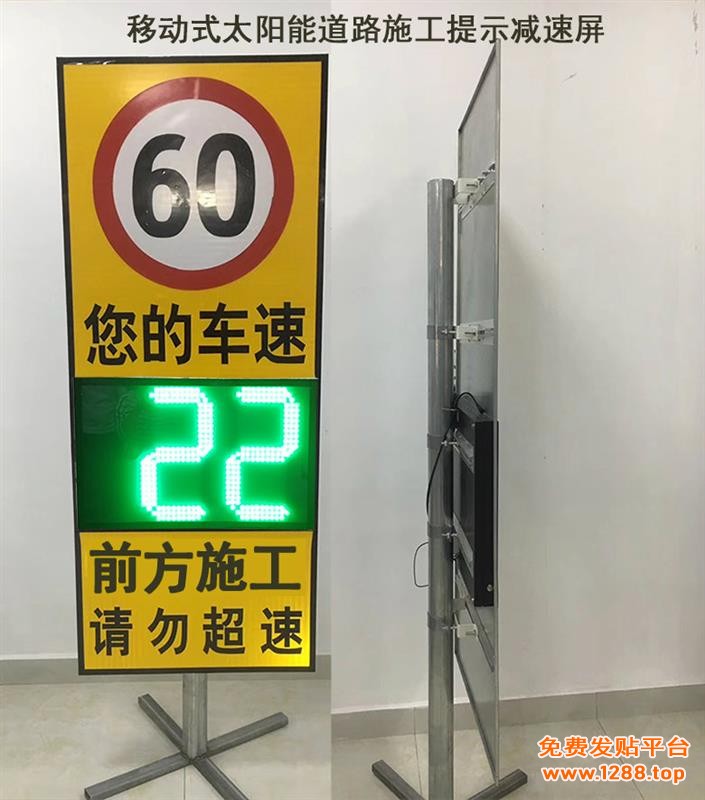 移动式太阳能道路施工提示减速屏
60
您的车速
22
前方施工
请勿超速
免费发贴平台
www.1288.top